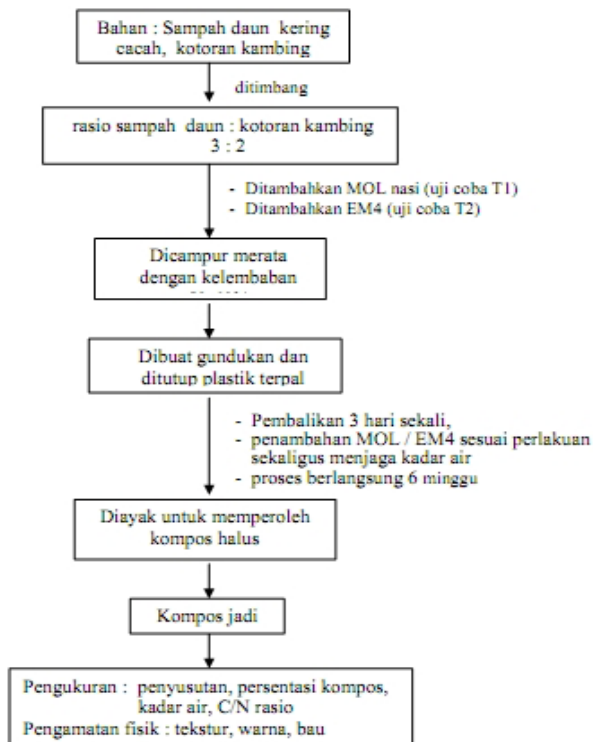 Bahan : Sampah daun kering
cacah, kotoran kambing
ditimbang
rasio sampah daun : kotoran kambing
3 : 2
- Ditambahkan MOL nasi (uji coba T1)
- Ditambahkan EM4 (uji coba T2)
Dicampur merata
dengan kelembaban
Dibuat gundukan dan
ditutup plastik terpal
- Pembalikan 3 hari sekali,
- penambahan MOL / EM4 sesuai perlakuan
sekaligus menjaga kadar air
- proses berlangsung 6 minggu
Diayak untuk memperoleh
kompos halus
Kompos jadi
Pengukuran : penyusutan, persentasi kompos,
kadar air, C/N rasio
Pengamatan fisik : tekstur, warna, bau